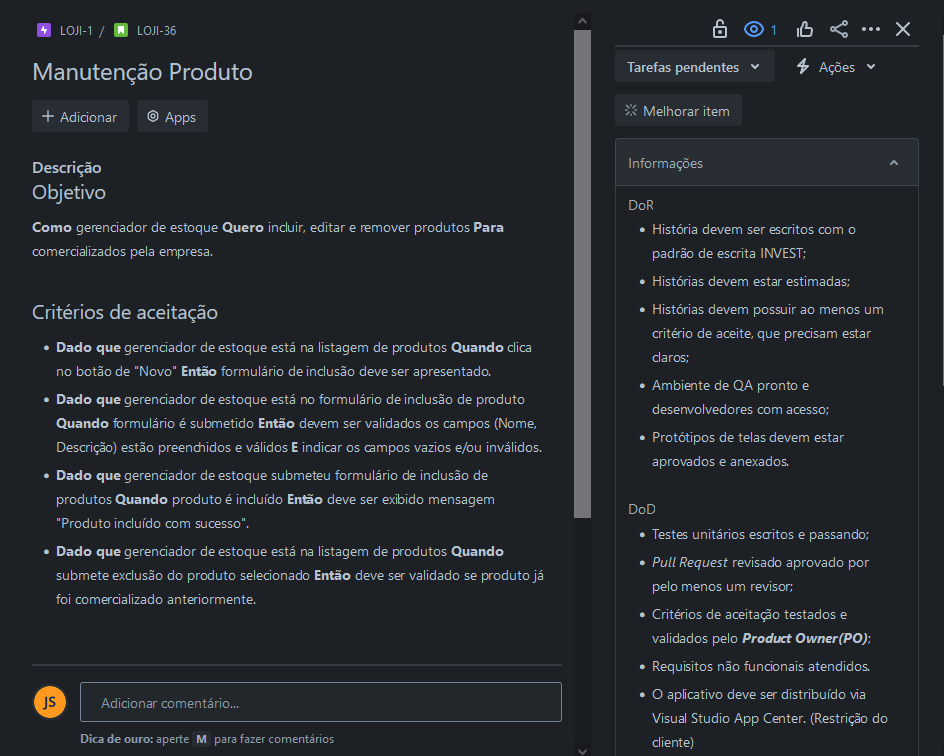 LOJI-1 / LOJI-36
Manutenção Produto
+ Adicionar Apps
Descrição
Objetivo
Como gerenciador de estoque Quero incluir, editar e remover produtos Para
comercializados pela empresa.
Critérios de aceitação
• Dado que gerenciador de estoque está na listagem de produtos Quando clica
no botão de "Novo" Então formulário de inclusão deve ser apresentado.
• Dado que gerenciador de estoque está no formulário de inclusão de produto
Quando formulário é submetido Então devem ser validados os campos (Nome,
Descrição) estão preenchidos e válidos E indicar os campos vazios e/ou inválidos.
• Dado que gerenciador de estoque submeteu formulário de inclusão de
produtos Quando produto é incluído Então deve ser exibido mensagem
"Produto incluído com sucesso".
• Dado que gerenciador de estoque está na listagem de produtos Quando
submete exclusão do produto selecionado Então deve ser validado se produto já
foi comercializado anteriormente.
JS
Adicionar comentário...
Dica de ouro: aperte M para fazer comentários
1
Tarefas pendentes
Ações
Melhorar item
Informações
DoR
• História devem ser escritos com o
padrão de escrita INVEST;
• Histórias devem estar estimadas;
• Histórias devem possuir ao menos um
critério de aceite, que precisam estar
claros;
• Ambiente de QA pronto e
desenvolvedores com acesso;
• Protótipos de telas devem estar
aprovados e anexados.
DoD
• Testes unitários escritos e passando;
• Pull Request revisado aprovado por
pelo menos um revisor;
• Critérios de aceitação testados e
validados pelo Product Owner(PO);
• Requisitos não funcionais atendidos.
• O aplicativo deve ser distribuído via
Visual Studio App Center. (Restrição do
cliente)